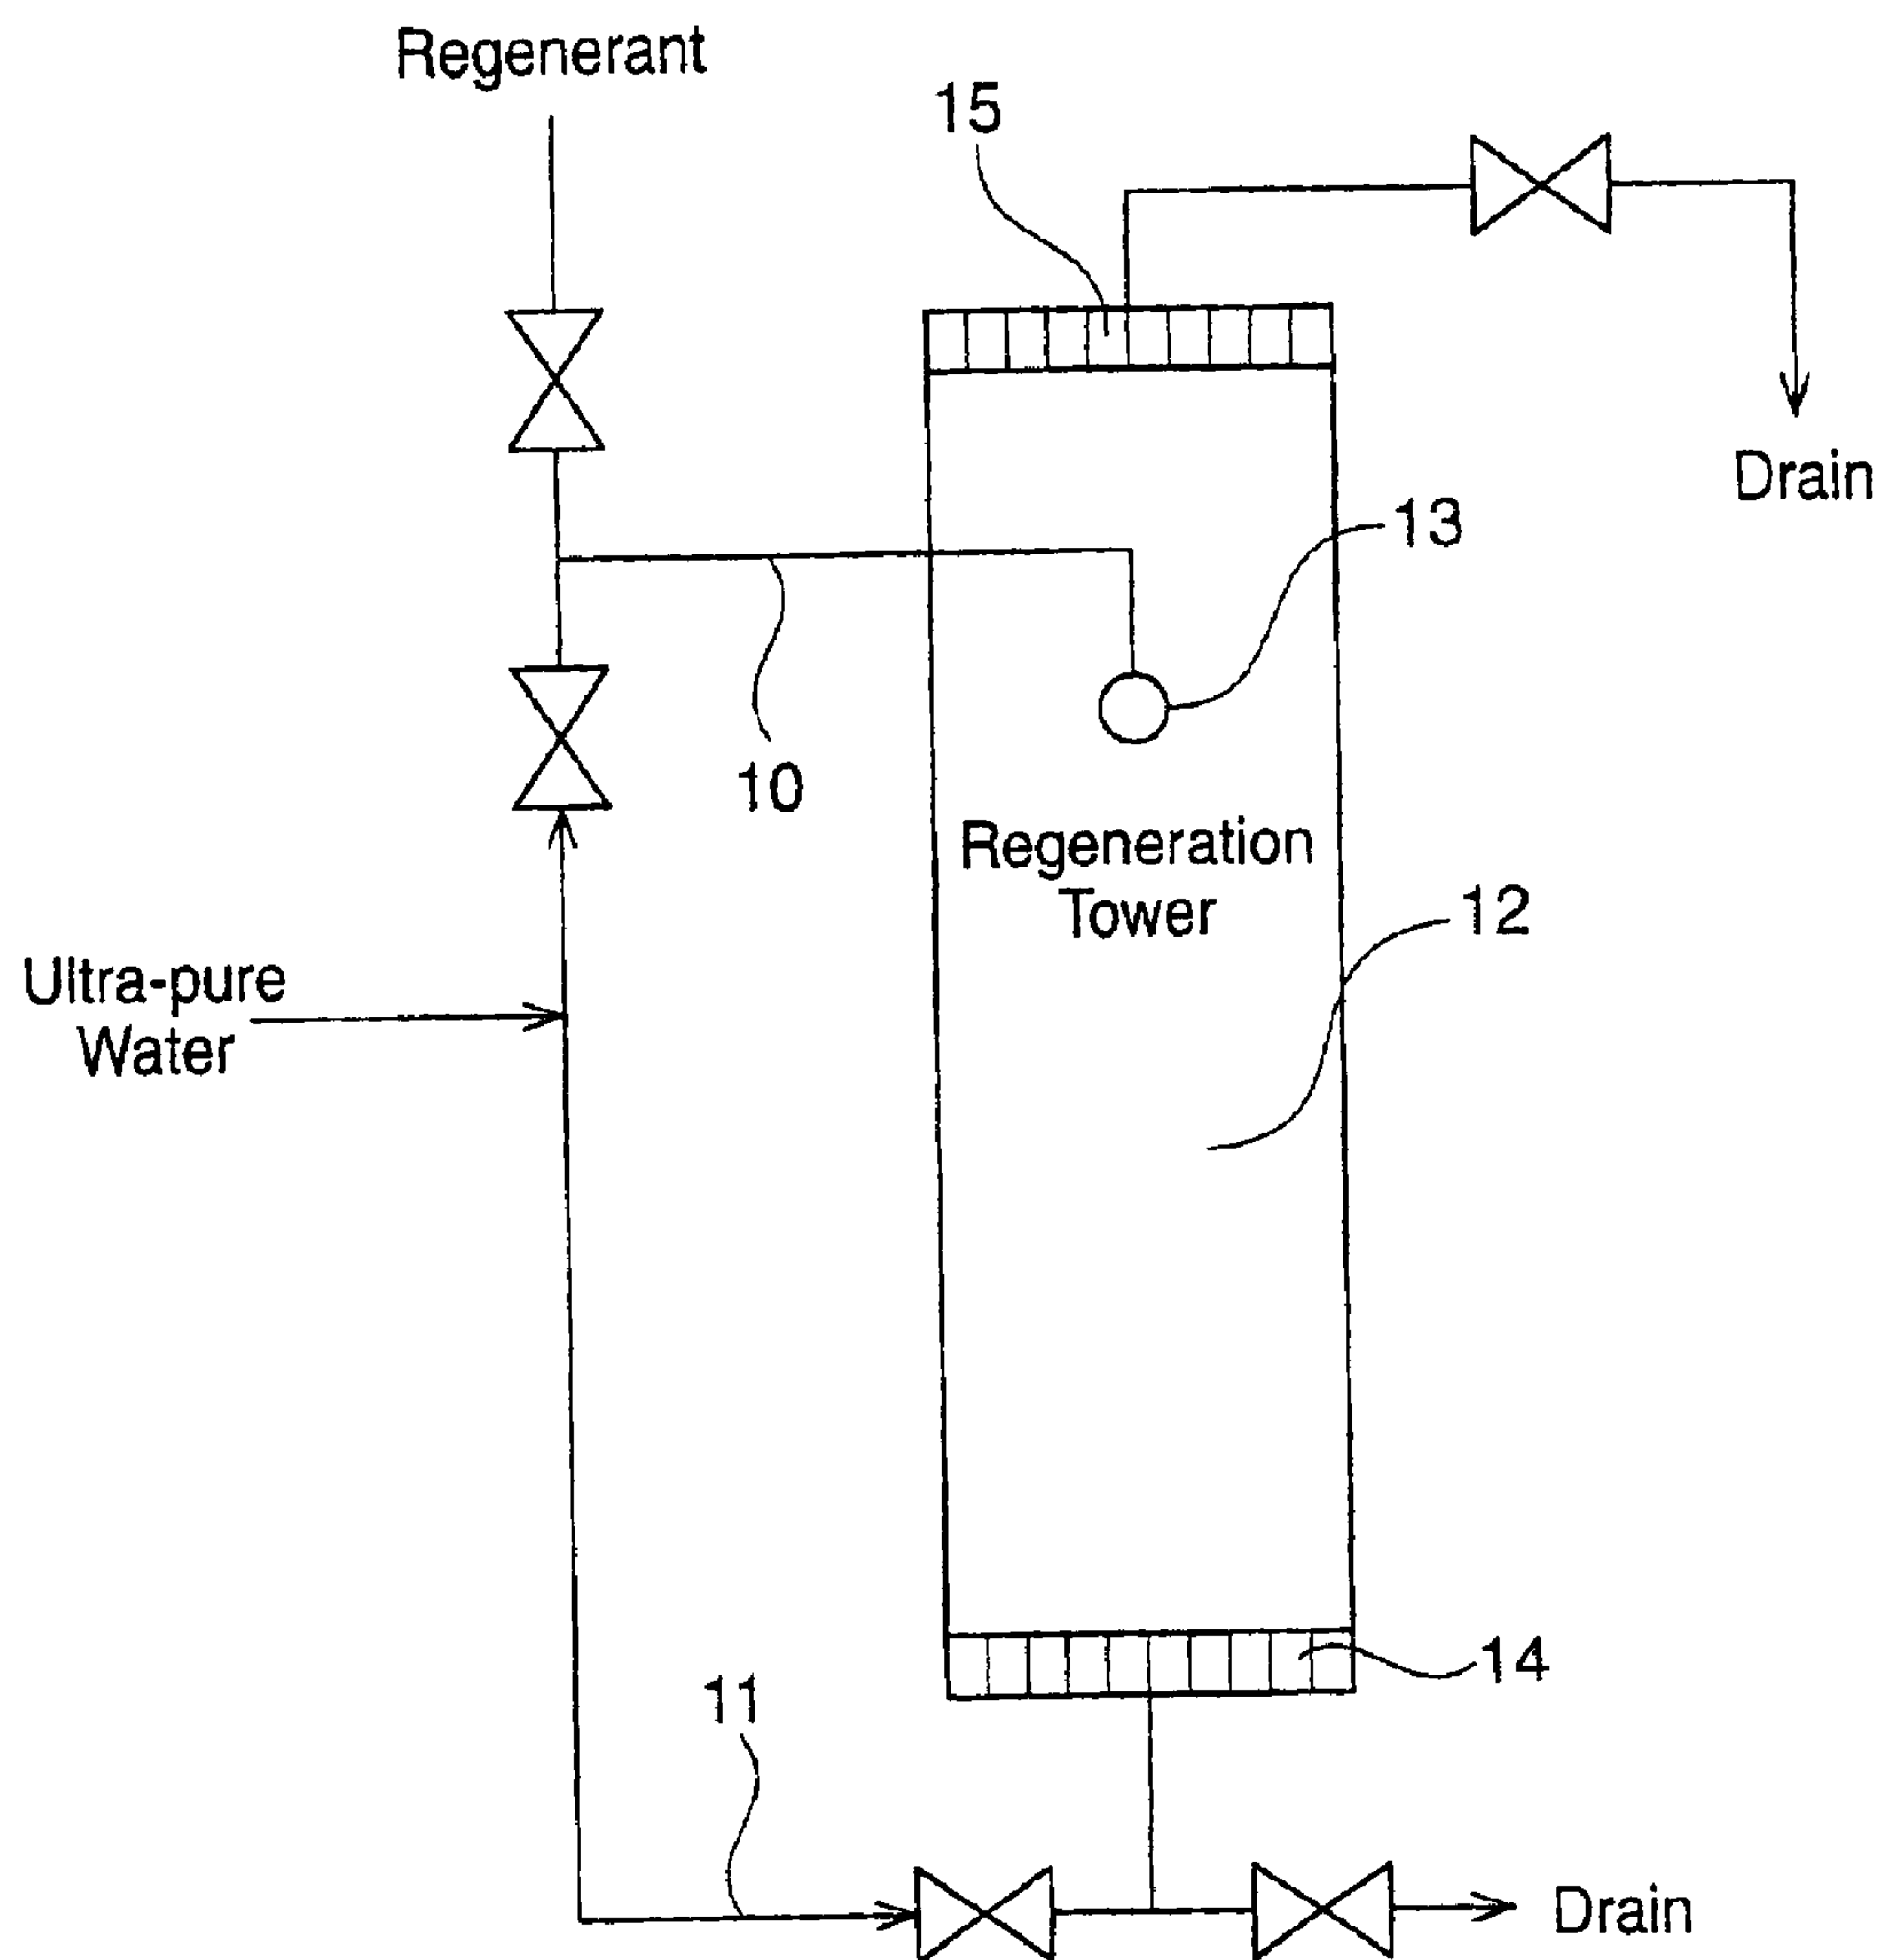 Regenerant
15
Drain
13
10
Regeneration
Tower
12
Ultra-pure
Water
14
11
Drain